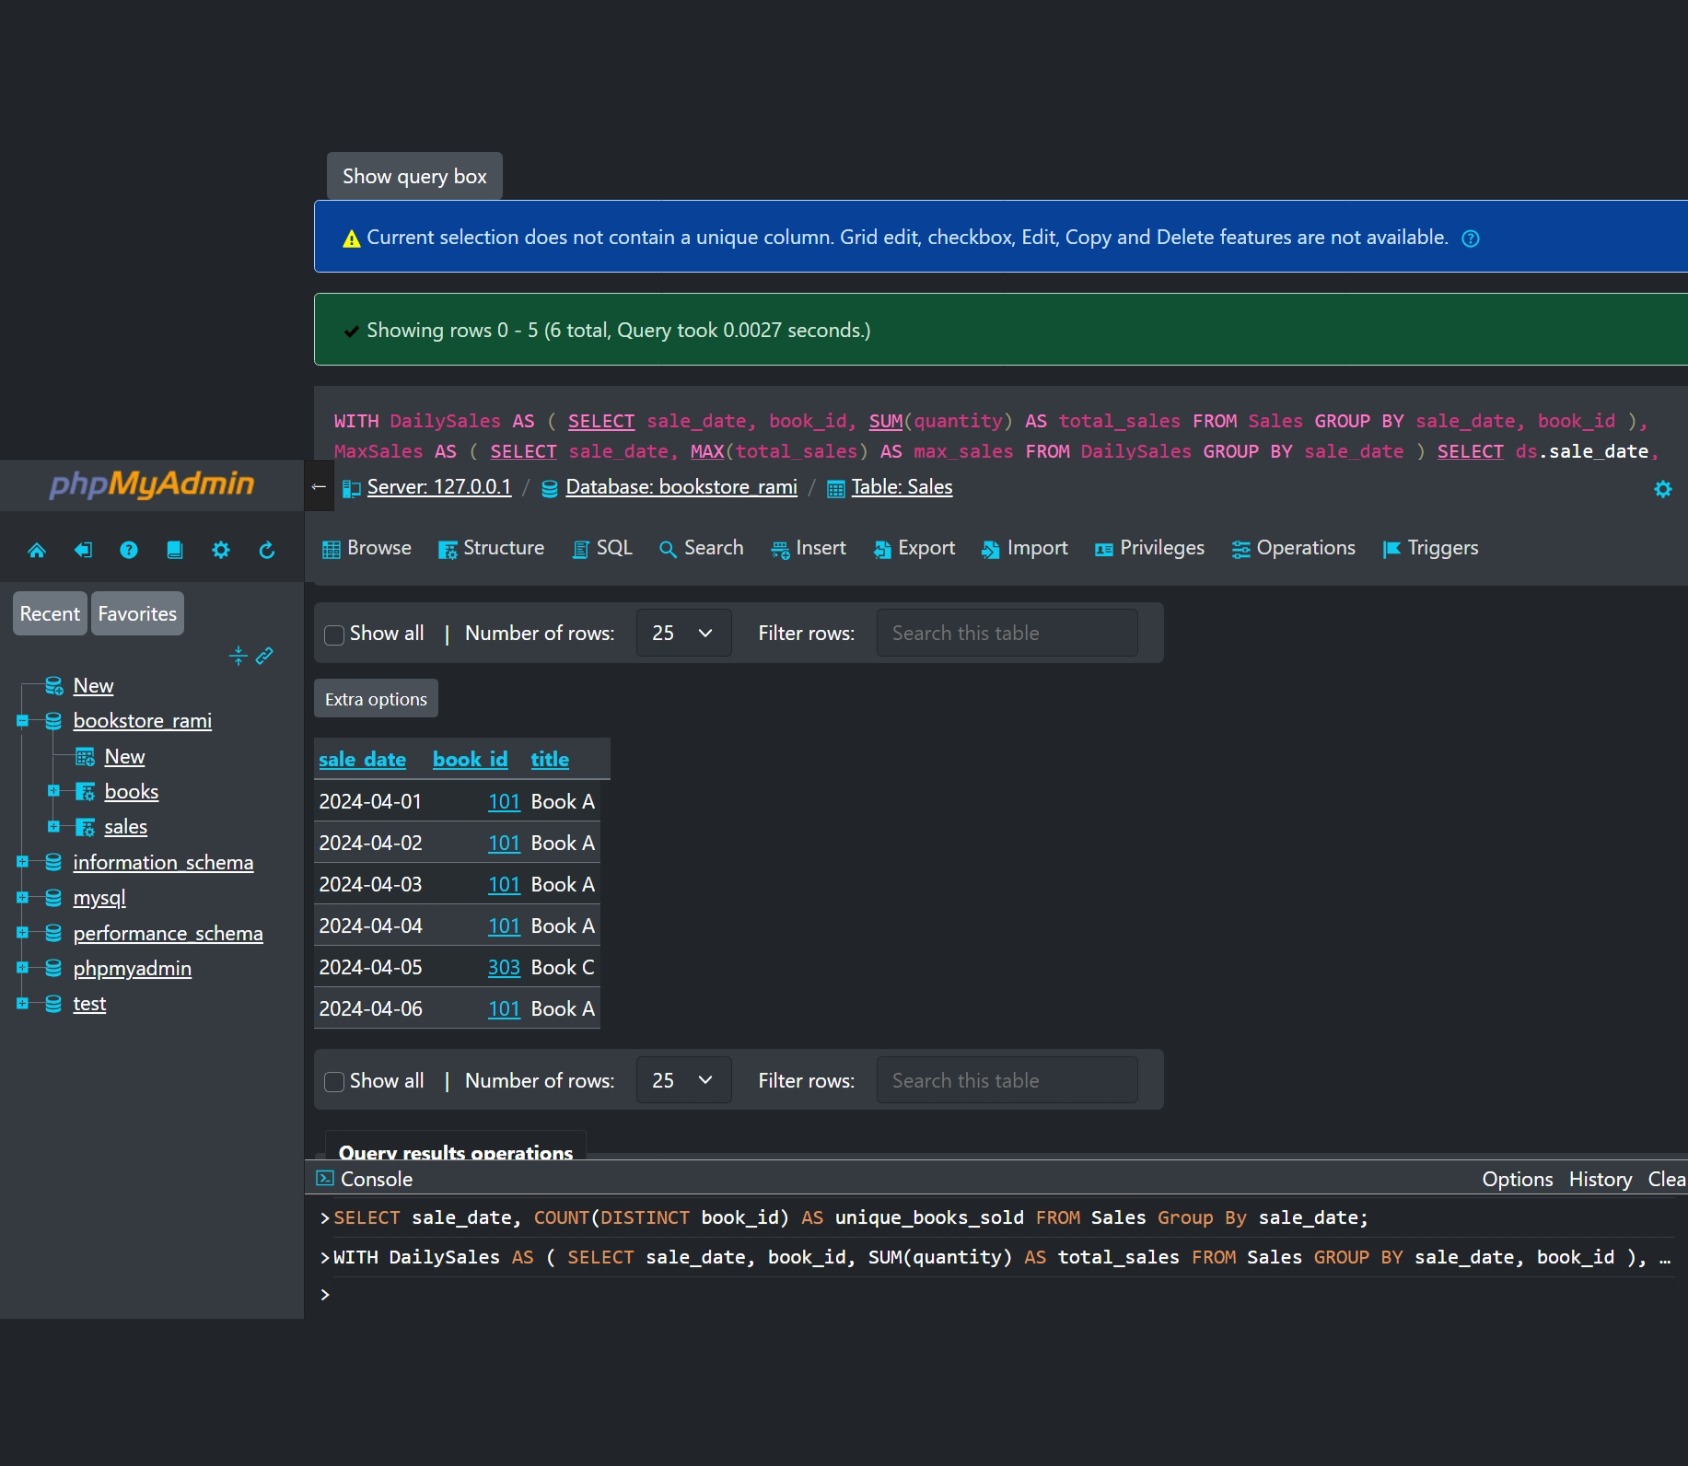 Show query box
Current selection does not contain a unique column. Grid edit, checkbox, Edit, Copy and Delete features are not available.
Showing rows 0 - 5 (6 total, Query took 0.0027 seconds.)
WITH DailySales AS ( SELECT sale_date, book_id, SUM(quantity) AS total_sales FROM Sales GROUP BY sale_date, book_id ),
MaxSales AS ( SELECT sale_date, MAX(total_sales) AS max_sales FROM DailySales GROUP BY sale_date ) SELECT ds.sale_date,
phpMyAdmin
← Server: 127.0.0.1 / Database: bookstore_rami / Table: Sales
Browse Structure SQL Search Insert Export Import Privileges Operations Triggers
Recent Favorites
New
bookstore_rami
New
books
sales
information_schema
mysql
performance_schema
phpmyadmin
test
Show all | Number of rows: 25 Filter rows: Search this table
Extra options
sale_date book_id title
2024-04-01 101 Book A
2024-04-02 101 Book A
2024-04-03 101 Book A
2024-04-04 101 Book A
2024-04-05 303 Book C
2024-04-06 101 Book A
Show all | Number of rows: 25 Filter rows: Search this table
Query results operations
Console Options History Clea
>SELECT sale_date, COUNT(DISTINCT book_id) AS unique_books_sold FROM Sales Group By sale_date;
>WITH DailySales AS ( SELECT sale_date, book_id, SUM(quantity) AS total_sales FROM Sales GROUP BY sale_date, book_id ), …
>